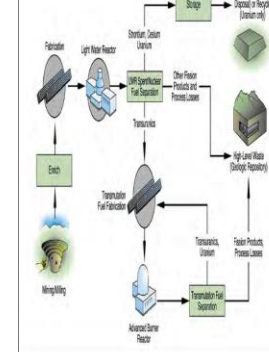 Storage
Disposal or Recycle
(Uranium only)
Strontium, Cesium
Uranium
Fabrication
Light Water Reactor
LWR Spent Nuclear
Fuel Separation
Other Fission
Products and
Process Losses
Transuranics
High-Level Waste
(Geologic Repository)
Enrich
Transmutation
Fuel Fabrication
Mining/Milling
Transuranics,
Uranium
Fission Products,
Process Losses
Advanced Burner
Reactor
Transmutation Fuel
Separation